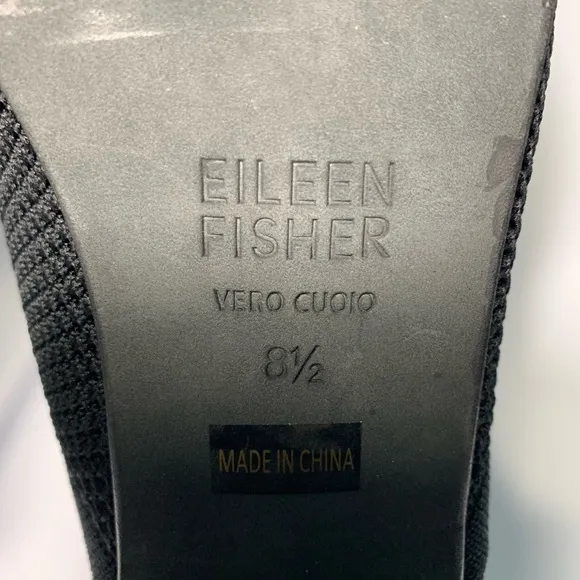 EILEEN
FISHER
VERO CUOIO
8½
MADE IN CHINA